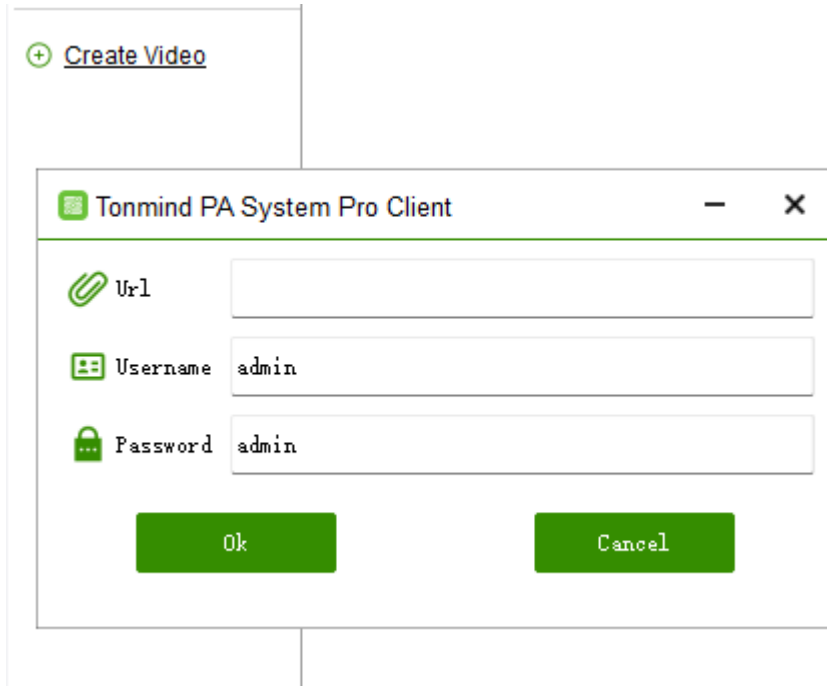 Create Video
Tonmind PA System Pro Client
Url
Username admin
Password admin
Ok Cancel